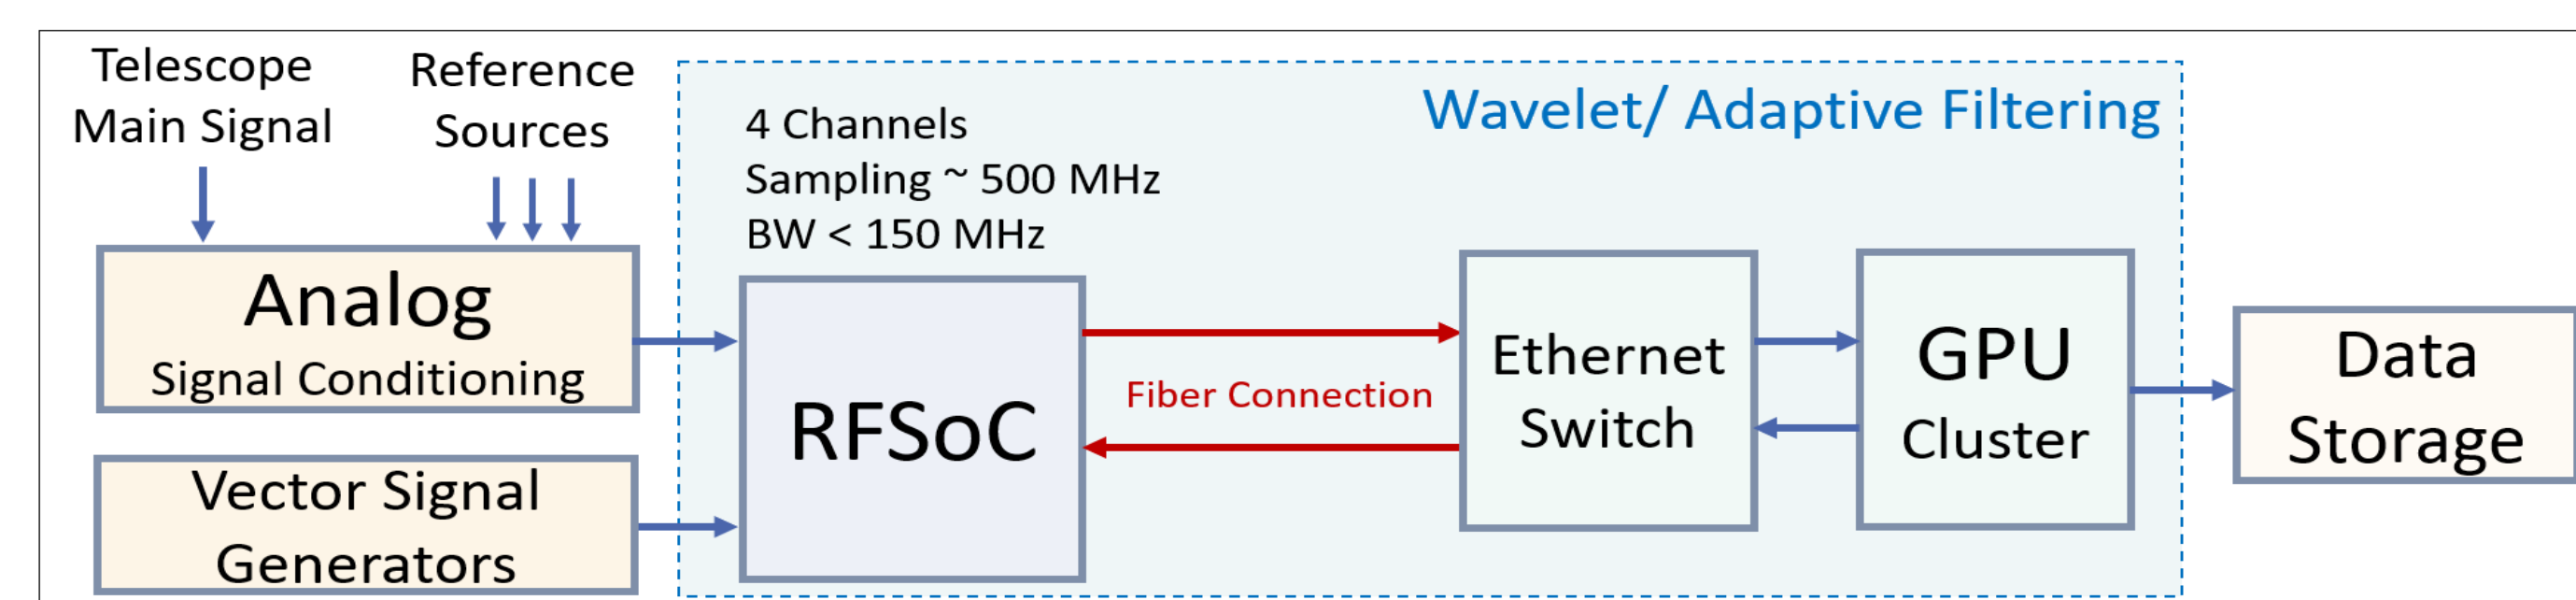 Telescope
Main Signal
Reference
Sources
4 Channels
Sampling ~ 500 MHz
BW < 150 MHz
Wavelet/ Adaptive Filtering
Analog
Signal Conditioning
Vector Signal
Generators
RFSoC
Fiber Connection
Ethernet
Switch
GPU
Cluster
Data
Storage